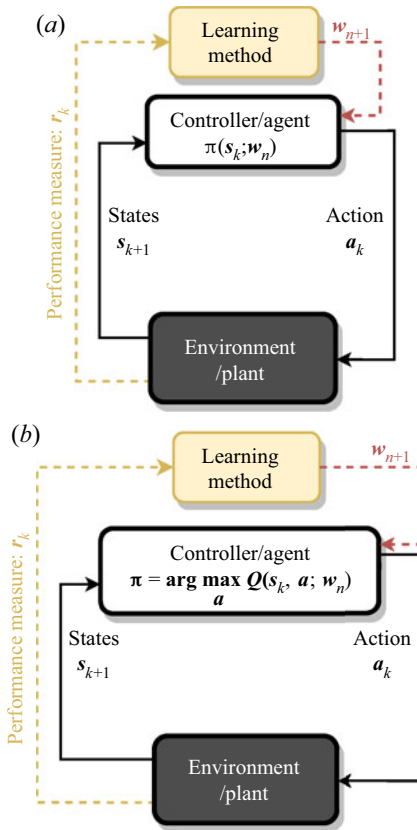 (a)
Learning
method
w_{n+1}
Performance measure: r_k
Controller/agent
π(s_k;w_n)
States
s_{k+1}
Action
a_k
Environment
/plant
(b)
Learning
method
w_{n+1}
Performance measure: r_k
Controller/agent
π = arg max Q(s_k, a; w_n)
a
States
s_{k+1}
Action
a_k
Environment
/plant